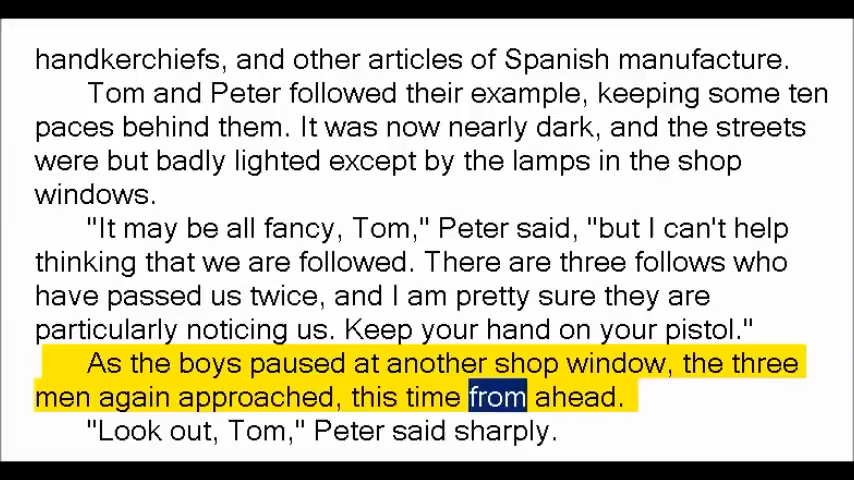 handkerchiefs, and other articles of Spanish manufacture.
Tom and Peter followed their example, keeping some ten
paces behind them. It was now nearly dark, and the streets
were but badly lighted except by the lamps in the shop
windows.
"It may be all fancy, Tom," Peter said, "but I can't help
thinking that we are followed. There are three follows who
have passed us twice, and I am pretty sure they are
particularly noticing us. Keep your hand on your pistol."
As the boys paused at another shop window, the three
men again approached, this time from ahead.
"Look out, Tom," Peter said sharply.